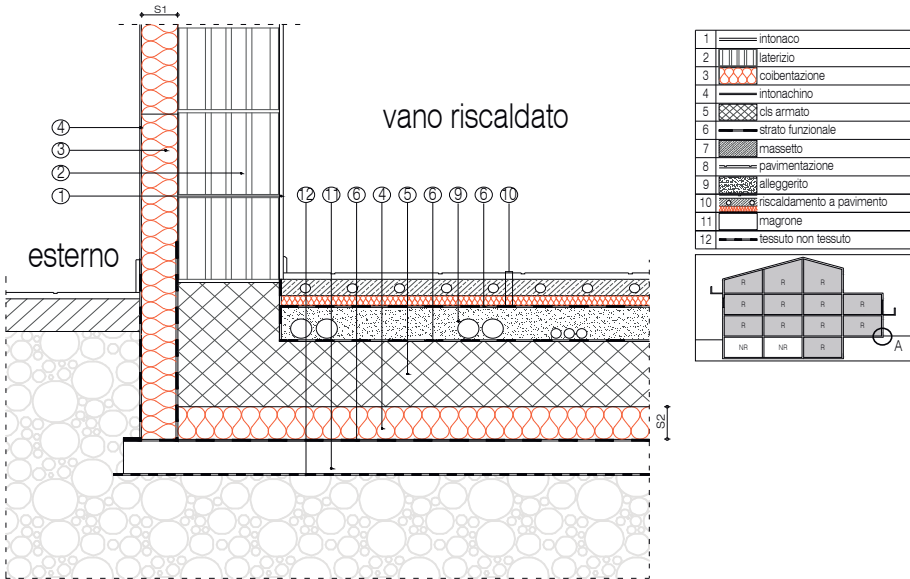 S1
vano riscaldato
4
3
2
1
12 11 6 4 5 6 9 6 10
esterno
S2
1 intonaco
2 laterizio
3 coibentazione
4 intonachino
5 cls armato
6 strato funzionale
7 massetto
8 pavimentazione
9 alleggerito
10 riscaldamento a pavimento
11 magrone
12 tessuto non tessuto
R R R
R R R R
R R R R
NR NR R A